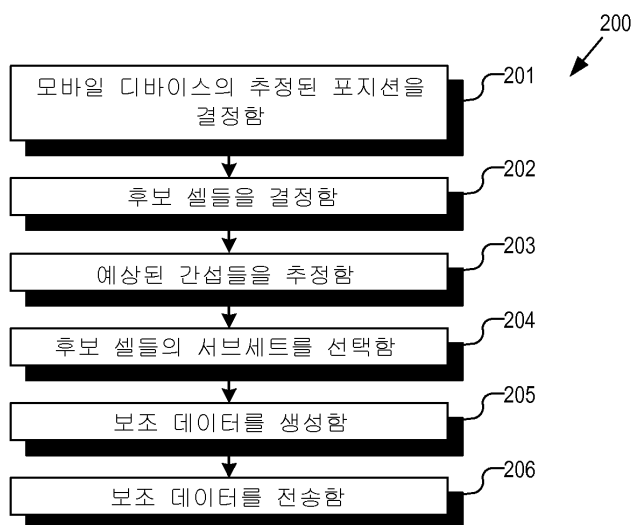 200
모바일 디바이스의 추정된 포지션을
결정함
201
후보 셀들을 결정함
202
예상된 간섭들을 추정함
203
후보 셀들의 서브세트를 선택함
204
보조 데이터를 생성함
205
보조 데이터를 전송함
206